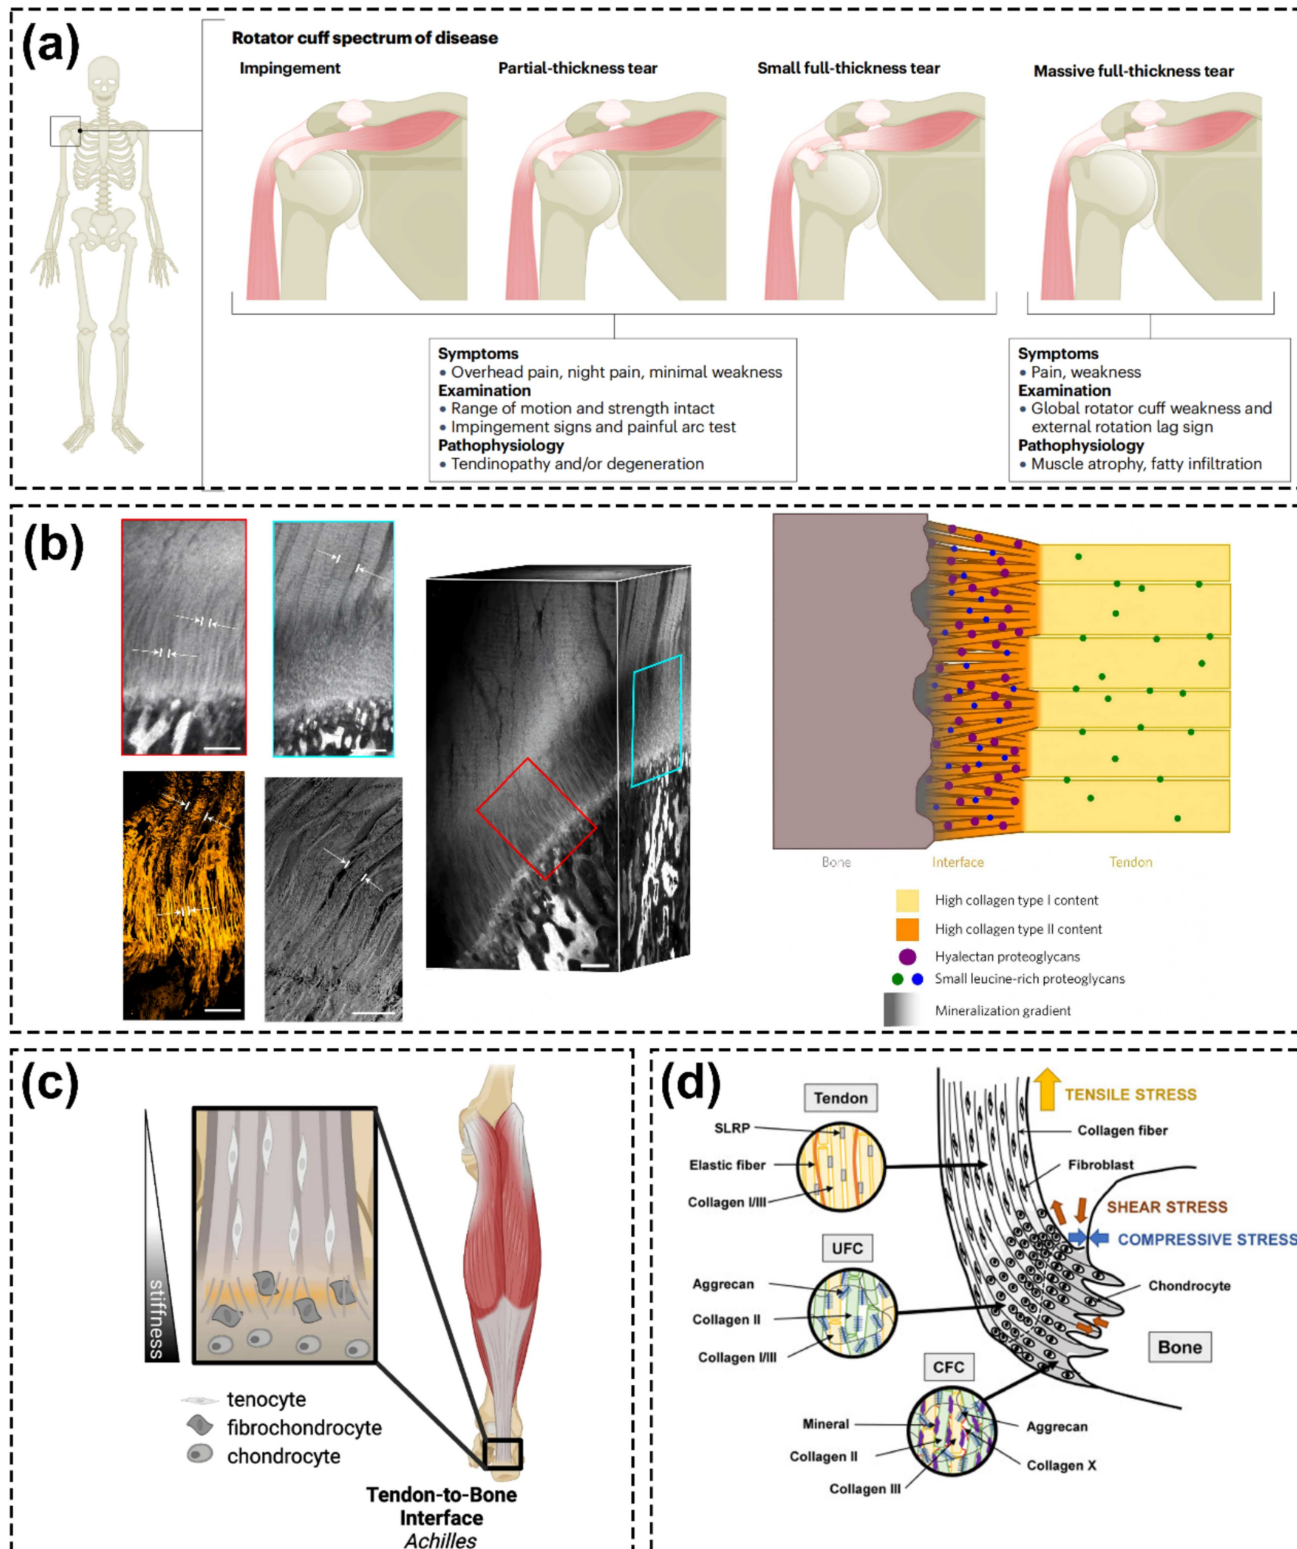 (a)
Rotator cuff spectrum of disease
Impingement
Partial-thickness tear
Small full-thickness tear
Massive full-thickness tear
Symptoms
• Overhead pain, night pain, minimal weakness
Examination
• Range of motion and strength intact
• Impingement signs and painful arc test
Pathophysiology
• Tendinopathy and/or degeneration
Symptoms
• Pain, weakness
Examination
• Global rotator cuff weakness and
external rotation lag sign
Pathophysiology
• Muscle atrophy, fatty infiltration
(b)
Bone
Interface
Tendon
High collagen type I content
High collagen type II content
Hyalectan proteoglycans
Small leucine-rich proteoglycans
Mineralization gradient
(c)
stiffness
tenocyte
fibrochondrocyte
chondrocyte
Tendon-to-Bone
Interface
Achilles
(d)
Tendon
SLRP
Elastic fiber
Collagen I/III
TENSILE STRESS
Collagen fiber
Fibroblast
SHEAR STRESS
COMPRESSIVE STRESS
UFC
Aggrecan
Collagen II
Collagen I/III
Chondrocyte
Bone
CFC
Mineral
Collagen II
Collagen III
Aggrecan
Collagen X